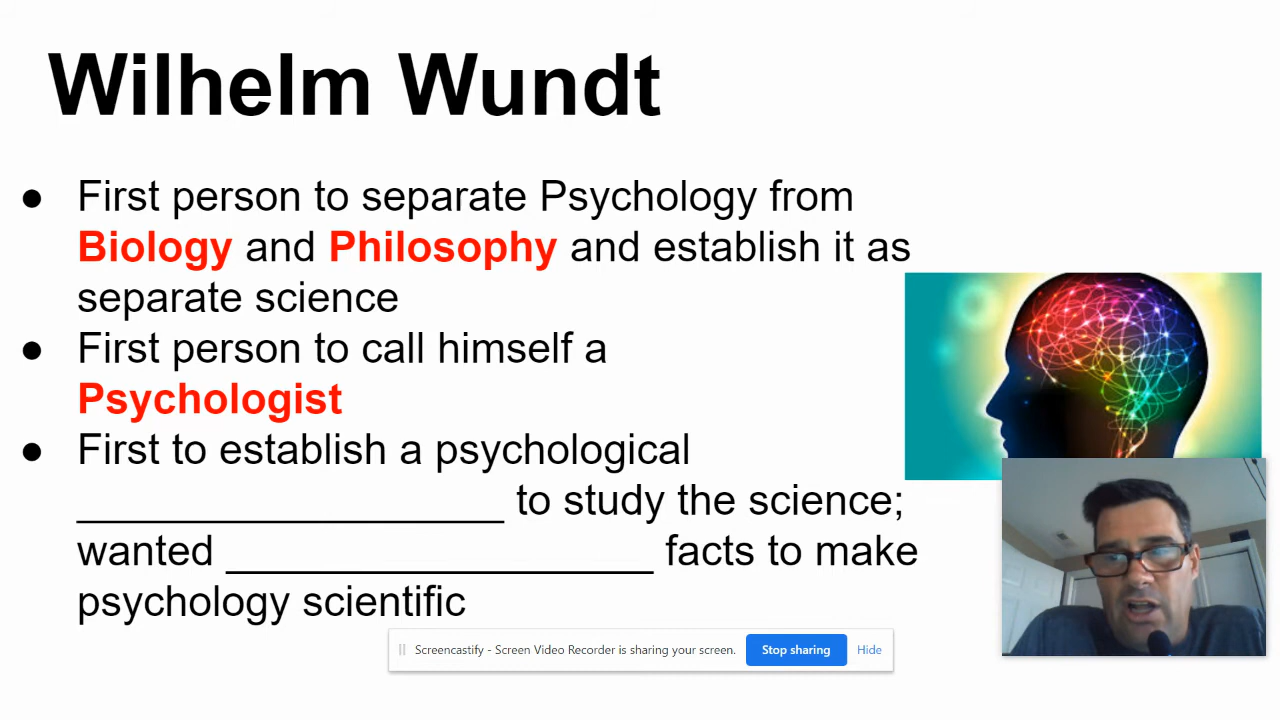 Wilhelm Wundt
● First person to separate Psychology from
Biology and Philosophy and establish it as
separate science
● First person to call himself a
Psychologist
● First to establish a psychological
___________________ to study the science;
wanted ___________________ facts to make
psychology scientific
Screencastify - Screen Video Recorder is sharing your screen. Stop sharing Hide